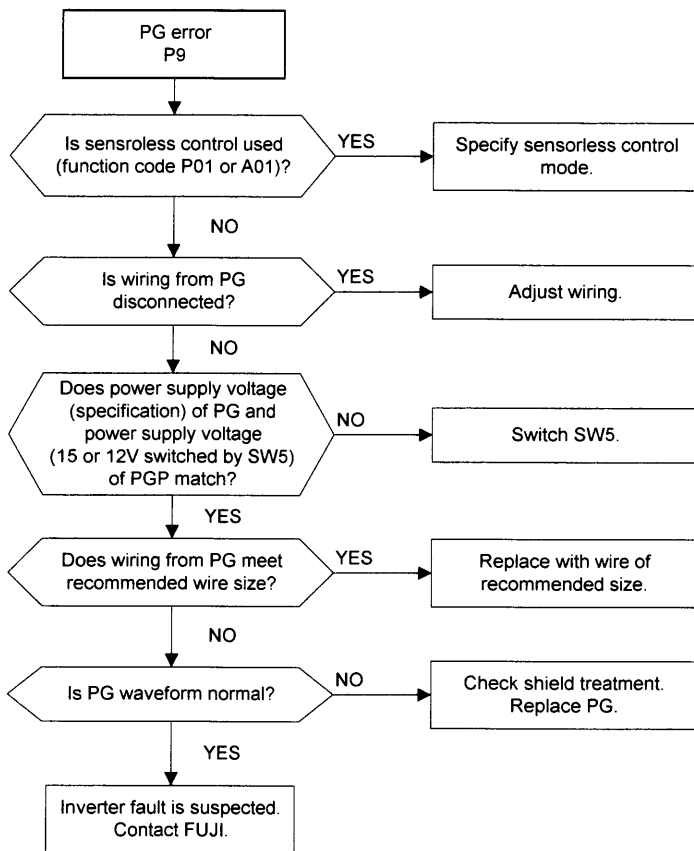 PG error
P9
Is sensroless control used
(function code P01 or A01)?
YES
Specify sensorless control
mode.
NO
Is wiring from PG
disconnected?
YES
Adjust wiring.
NO
Does power supply voltage
(specification) of PG and
power supply voltage
(15 or 12V switched by SW5)
of PGP match?
NO
Switch SW5.
YES
Does wiring from PG meet
recommended wire size?
YES
Replace with wire of
recommended size.
NO
Is PG waveform normal?
NO
Check shield treatment.
Replace PG.
YES
Inverter fault is suspected.
Contact FUJI.